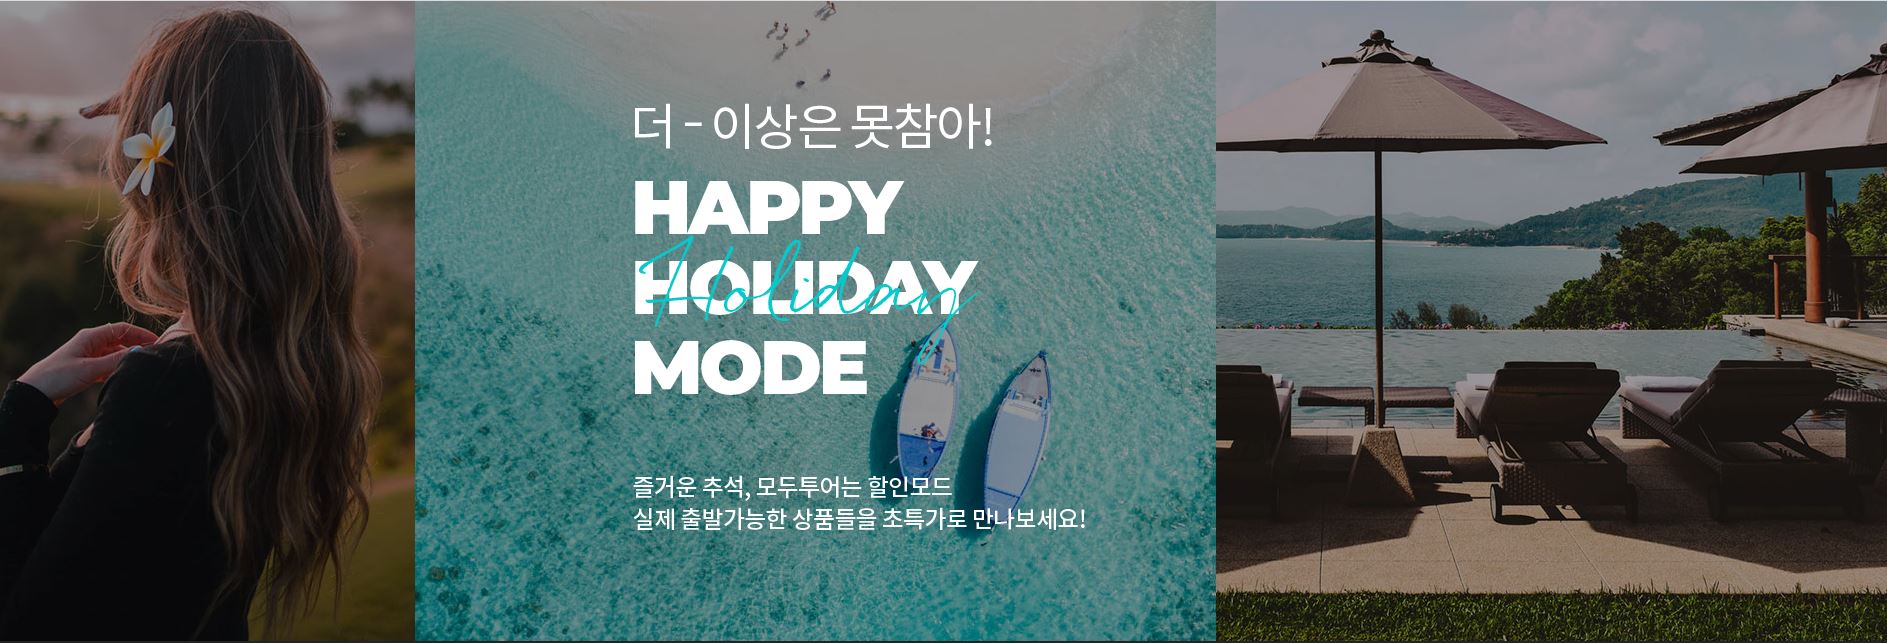 더 - 이상은 못참아!
HAPPY
HOLIDAY
Holiday
MODE
즐거운 추석, 모두투어는 할인모드
실제 출발가능한 상품들을 초특가로 만나보세요!